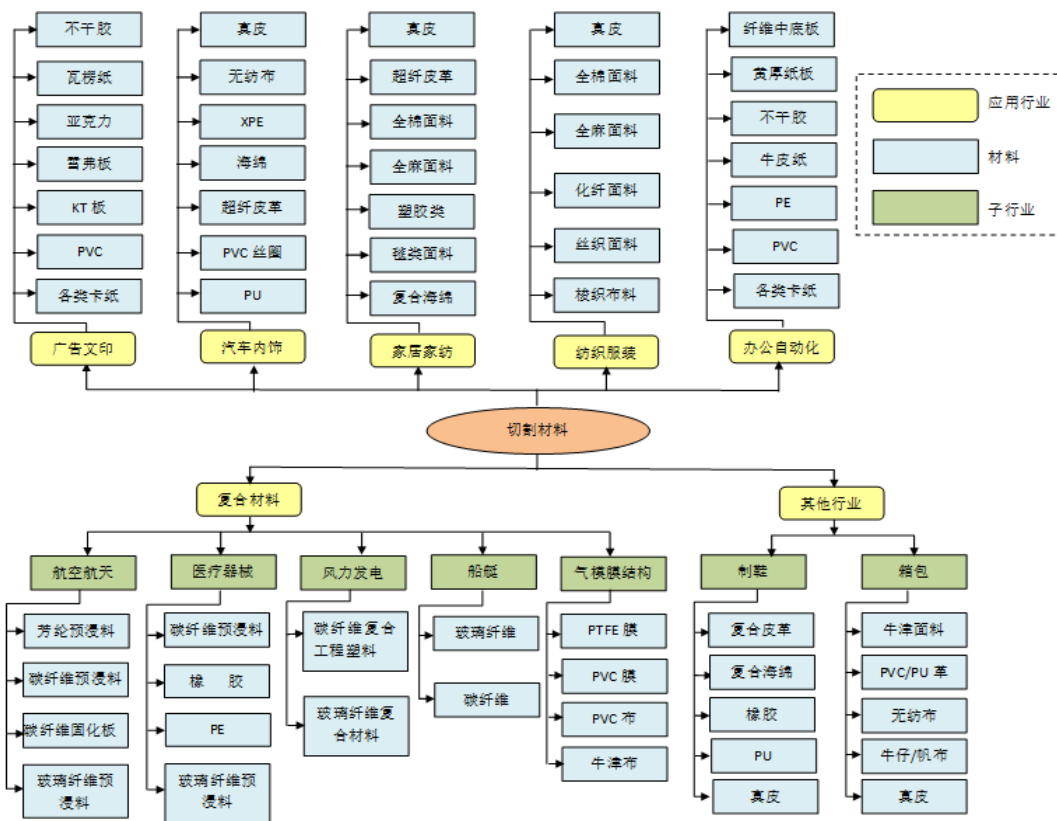 不干胶
瓦楞纸
亚克力
雪弗板
KT 板
PVC
各类卡纸
广告文印
真皮
无纺布
XPE
海绵
超纤皮革
PVC 丝圈
PU
汽车内饰
真皮
超纤皮革
全棉面料
全麻面料
塑胶类
毯类面料
复合海绵
家居家纺
真皮
全棉面料
全麻面料
化纤面料
丝织面料
梭织布料
纺织服装
纤维中底板
黄厚纸板
不干胶
牛皮纸
PE
PVC
各类卡纸
办公自动化
应用行业
材料
子行业
切割材料
复合材料
其他行业
航空航天
芳纶预浸料
碳纤维预浸料
碳纤维固化板
玻璃纤维预
浸料
医疗器械
碳纤维预浸料
橡 胶
PE
玻璃纤维预
浸料
风力发电
碳纤维复合
工程塑料
玻璃纤维复
合材料
船艇
玻璃纤维
碳纤维
气模膜结构
PTFE 膜
PVC 膜
PVC 布
牛津布
制鞋
复合皮革
复合海绵
橡胶
PU
真皮
箱包
牛津面料
PVC/PU 革
无纺布
牛仔/帆布
真皮